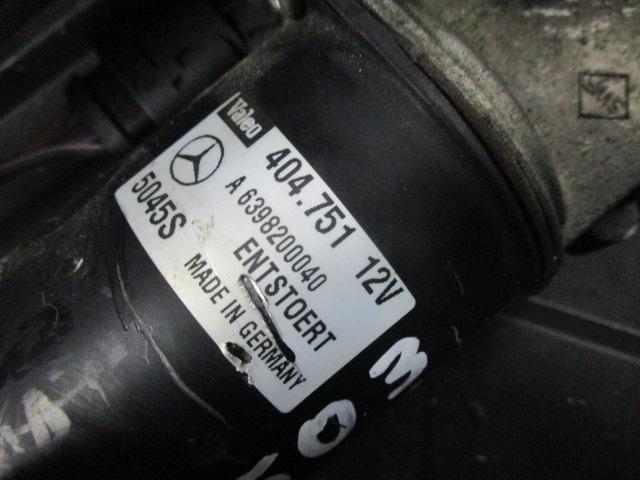 Valeo
404.751 12V
A 6398200040
5045S ENTSTOERT
MADE IN GERMANY